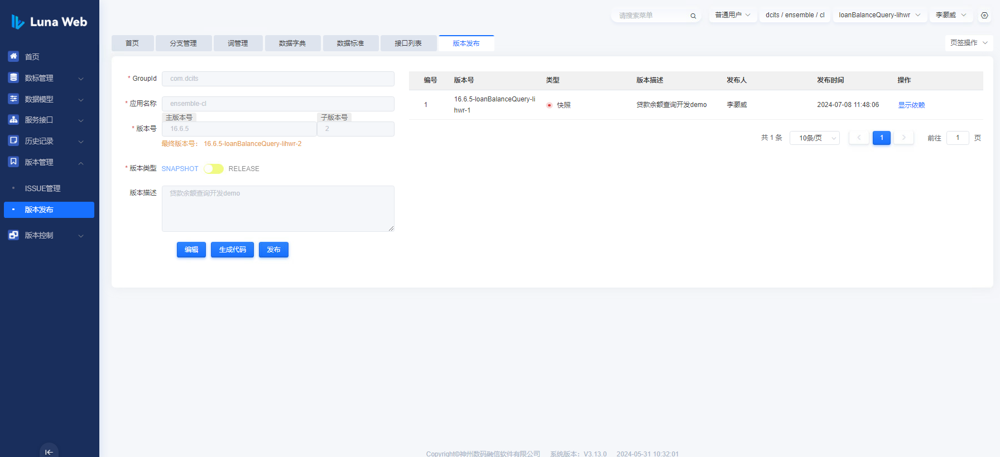 Luna Web
请搜索菜单
普通用户
dcits / ensemble / cl
loanBalanceQuery-lihwr
李灏威
首页
分支管理
词管理
数据字典
数据标准
接口列表
版本发布
页签操作
首页
数标管理
数据模型
服务接口
历史记录
版本管理
ISSUE管理
版本发布
版本控制
* GroupId
com.dcits
* 应用名称
ensemble-cl
主版本号
子版本号
* 版本号
16.6.5
2
最终版本号： 16.6.5-loanBalanceQuery-lihwr-2
* 版本类型 SNAPSHOT RELEASE
版本描述
贷款余额查询开发demo
编辑
生成代码
发布
编号 版本号 类型 版本描述 发布人 发布时间 操作
1 16.6.5-loanBalanceQuery-li 快照 贷款余额查询开发demo 李灏威 2024-07-08 11:48:06 显示依赖
hwr-1
共 1 条 10条/页 1 前往 1 页
Copyright©神州数码融信软件有限公司 系统版本：V3.13.0 2024-05-31 10:32:01